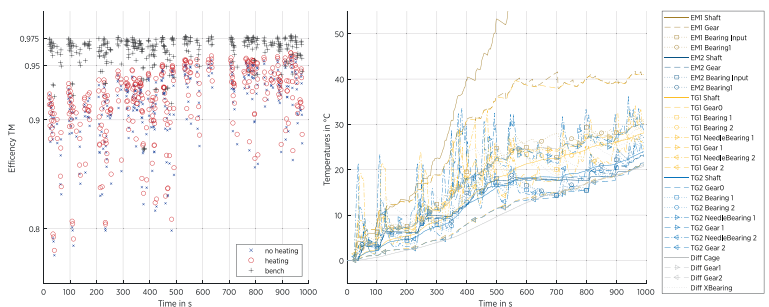 Efficency TM
0.975
0.95
0.9
0.8
0 100 200 300 400 500 600 700 800 900 1000
Time in s
no heating
heating
bench
Temperatures in °C
50
40
30
20
10
0
0 100 200 300 400 500 600 700 800 900 1000
Time in s
EM1 Shaft
EM1 Gear
EM1 Bearing Input
EM1 Bearing1
EM2 Shaft
EM2 Gear
EM2 Bearing Input
EM2 Bearing1
TG1 Shaft
TG1 Gear0
TG1 Bearing 1
TG1 Bearing 2
TG1 NeedleBearing 1
TG1 Gear 1
TG1 NeedleBearing 2
TG1 Gear 2
TG2 Shaft
TG2 Gear0
TG2 Bearing 1
TG2 Bearing 2
TG2 NeedleBearing 1
TG2 Gear 1
TG2 NeedleBearing 2
TG2 Gear 2
Diff Cage
Diff Gear1
Diff Gear2
Diff XBearing